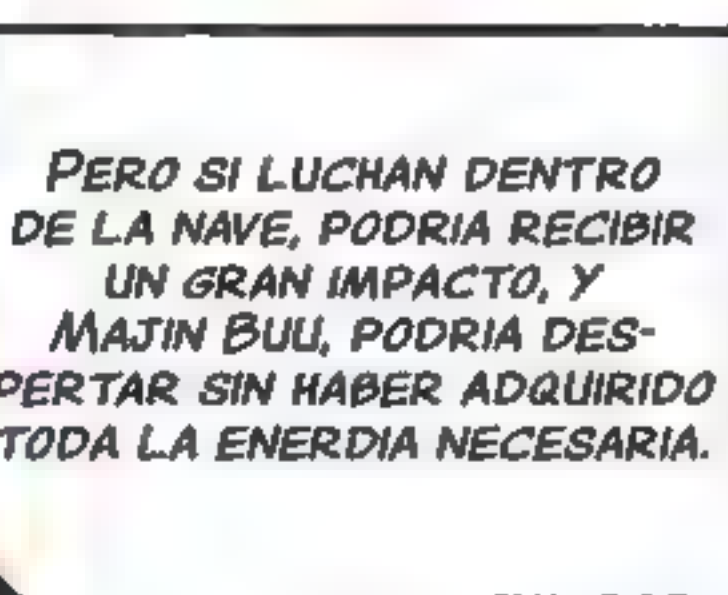 PERO SI LUCHAN DENTRO
DE LA NAVE, PODRIA RECIBIR
UN GRAN IMPACTO, Y
MAJIN BUU, PODRIA DES-
PERTAR SIN HABER ADQUIRIDO
TODA LA ENERDIA NECESARIA.